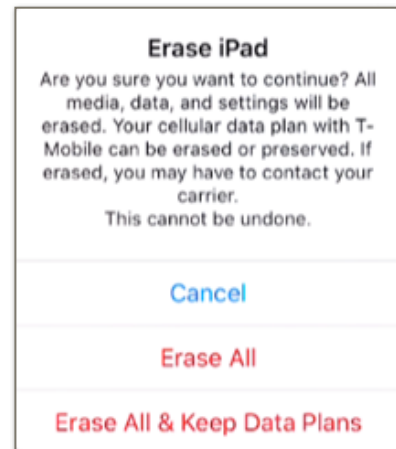 Erase iPad
Are you sure you want to continue? All
media, data, and settings will be
erased. Your cellular data plan with T-
Mobile can be erased or preserved. If
erased, you may have to contact your
carrier.
This cannot be undone.
Cancel
Erase All
Erase All & Keep Data Plans